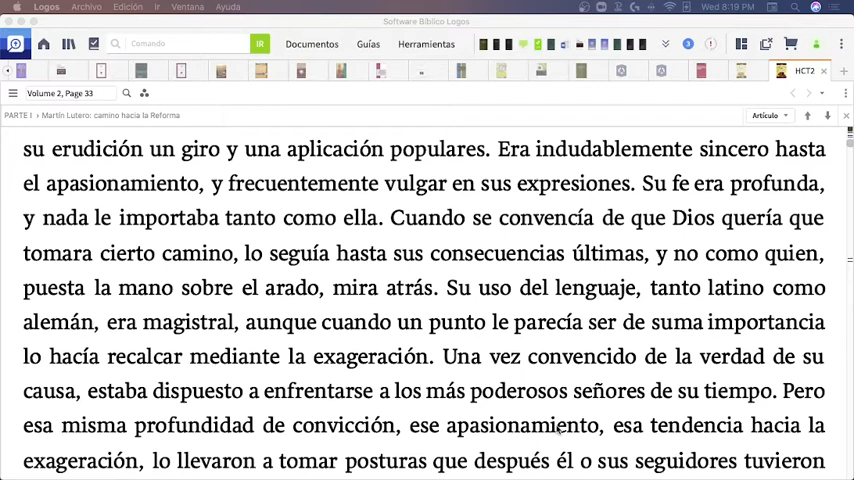 Logos Archivo Edición Ir Ventana Ayuda Wed 8:19 PM
Software Bíblico Logos
Comando IR Documentos Guías Herramientas 3
HCT2
Volume 2, Page 33
PARTE I > Martín Lutero: camino hacia la Reforma Artículo
su erudición un giro y una aplicación populares. Era indudablemente sincero hasta
el apasionamiento, y frecuentemente vulgar en sus expresiones. Su fe era profunda,
y nada le importaba tanto como ella. Cuando se convencía de que Dios quería que
tomara cierto camino, lo seguía hasta sus consecuencias últimas, y no como quien,
puesta la mano sobre el arado, mira atrás. Su uso del lenguaje, tanto latino como
alemán, era magistral, aunque cuando un punto le parecía ser de suma importancia
lo hacía recalcar mediante la exageración. Una vez convencido de la verdad de su
causa, estaba dispuesto a enfrentarse a los más poderosos señores de su tiempo. Pero
esa misma profundidad de convicción, ese apasionamiento, esa tendencia hacia la
exageración, lo llevaron a tomar posturas que después él o sus seguidores tuvieron